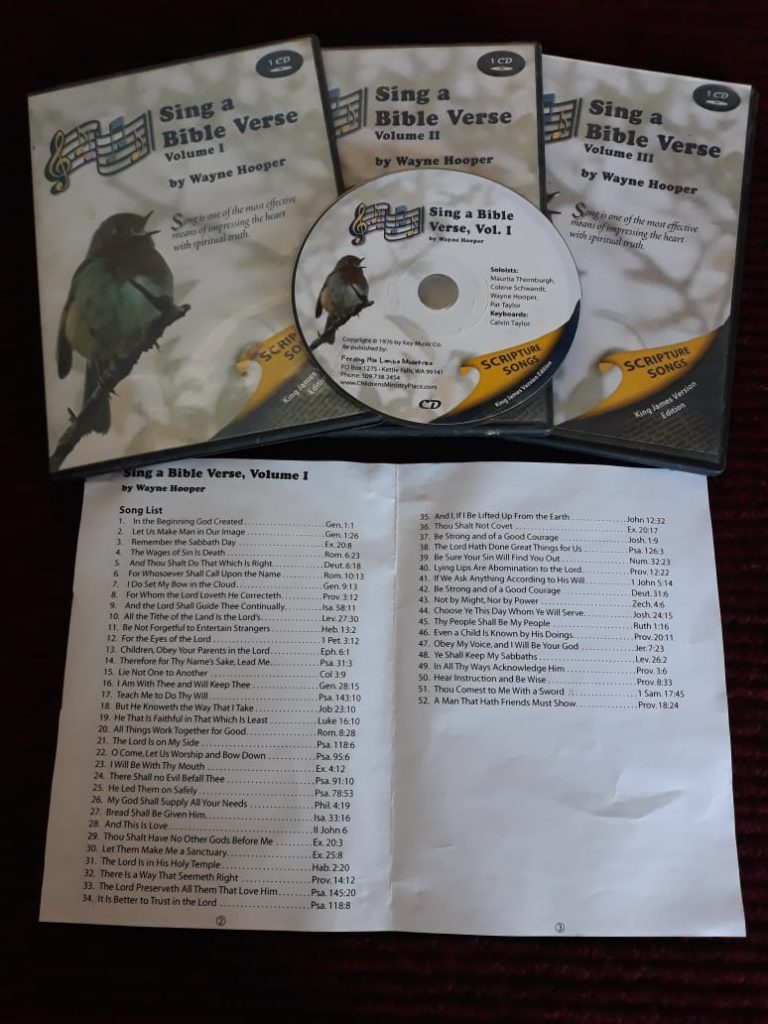 1 CD
Sing a
Bible Verse
Volume I
by Wayne Hooper
Song is one of the most effective
means of impressing the heart
with spiritual truth.
SCRIPTURE
SONGS
King James Version
Edition
1 CD
Sing a
Bible Verse
Volume II
by Wayne Hooper
1 CD
Sing a
Bible Verse
Volume III
by Wayne Hooper
Song is one of the most effective
means of impressing the heart
with spiritual truth.
SCRIPTURE
SONGS
King James Version
Edition
Sing a Bible
Verse, Vol. I
by Wayne Hooper
Soloists:
Maurita Thornburgh,
Colene Schwandt,
Wayne Hooper,
Pat Taylor
Keyboards:
Calvin Taylor
Copyright © 1976 by Key Music Co.
Re-published by:
Feeding His Lambs Ministries
PO Box 1275 - Kettle Falls, WA 99141
Phone: 509.738.2454
www.ChildrensMinistryPlace.com
CD
SCRIPTURE
SONGS
King James Version Edition
Sing a Bible Verse, Volume I
by Wayne Hooper
Song List
1. In the Beginning God Created Gen. 1:1
2. Let Us Make Man in Our Image Gen. 1:26
3. Remember the Sabbath Day Ex. 20:8
4. The Wages of Sin Is Death Rom. 6:23
5. And Thou Shalt Do That Which Is Right Deut. 6:18
6. For Whosoever Shall Call Upon the Name Rom. 10:13
7. I Do Set My Bow in the Cloud Gen. 9:13
8. For Whom the Lord Loveth He Correcteth Prov. 3:12
9. And the Lord Shall Guide Thee Continually Isa. 58:11
10. All the Tithe of the Land Is the Lord's Lev. 27:30
11. Be Not Forgetful to Entertain Strangers Heb. 13:2
12. For the Eyes of the Lord 1 Pet. 3:12
13. Children, Obey Your Parents in the Lord Eph. 6:1
14. Therefore for Thy Name's Sake, Lead Me Psa. 31:3
15. Lie Not One to Another Col 3:9
16. I Am With Thee and Will Keep Thee Gen. 28:15
17. Teach Me to Do Thy Will Psa. 143:10
18. But He Knoweth the Way That I Take Job 23:10
19. He That Is Faithful in That Which Is Least Luke 16:10
20. All Things Work Together for Good Rom. 8:28
21. The Lord Is on My Side Psa. 118:6
22. O Come, Let Us Worship and Bow Down Psa. 95:6
23. I Will Be With Thy Mouth Ex. 4:12
24. There Shall no Evil Befall Thee Psa. 91:10
25. He Led Them on Safely Psa. 78:53
26. My God Shall Supply All Your Needs Phil. 4:19
27. Bread Shall Be Given Him Isa. 33:16
28. And This Is Love II John 6
29. Thou Shalt Have No Other Gods Before Me Ex. 20:3
30. Let Them Make Me a Sanctuary Ex. 25:8
31. The Lord Is in His Holy Temple Hab. 2:20
32. There Is a Way That Seemeth Right Prov. 14:12
33. The Lord Preserveth All Them That Love Him Psa. 145:20
34. It Is Better to Trust in the Lord Psa. 118:8
2
35. And I, If I Be Lifted Up From the Earth John 12:32
36. Thou Shalt Not Covet Ex. 20:17
37. Be Strong and of a Good Courage Josh. 1:9
38. The Lord Hath Done Great Things for Us Psa. 126:3
39. Be Sure Your Sin Will Find You Out Num. 32:23
40. Lying Lips Are Abomination to the Lord Prov. 12:22
41. If We Ask Anything According to His Will 1 John 5:14
42. Be Strong and of a Good Courage Deut. 31:6
43. Not by Might, Nor by Power Zech. 4:6
44. Choose Ye This Day Whom Ye Will Serve Josh. 24:15
45. Thy People Shall Be My People Ruth 1:16
46. Even a Child Is Known by His Doings Prov. 20:11
47. Obey My Voice, and I Will Be Your God Jer. 7:23
48. Ye Shall Keep My Sabbaths Lev. 26:2
49. In All Thy Ways Acknowledge Him Prov. 3:6
50. Hear Instruction and Be Wise Prov. 8:33
51. Thou Comest to Me With a Sword 1 Sam. 17:45
52. A Man That Hath Friends Must Show Prov. 18:24
3